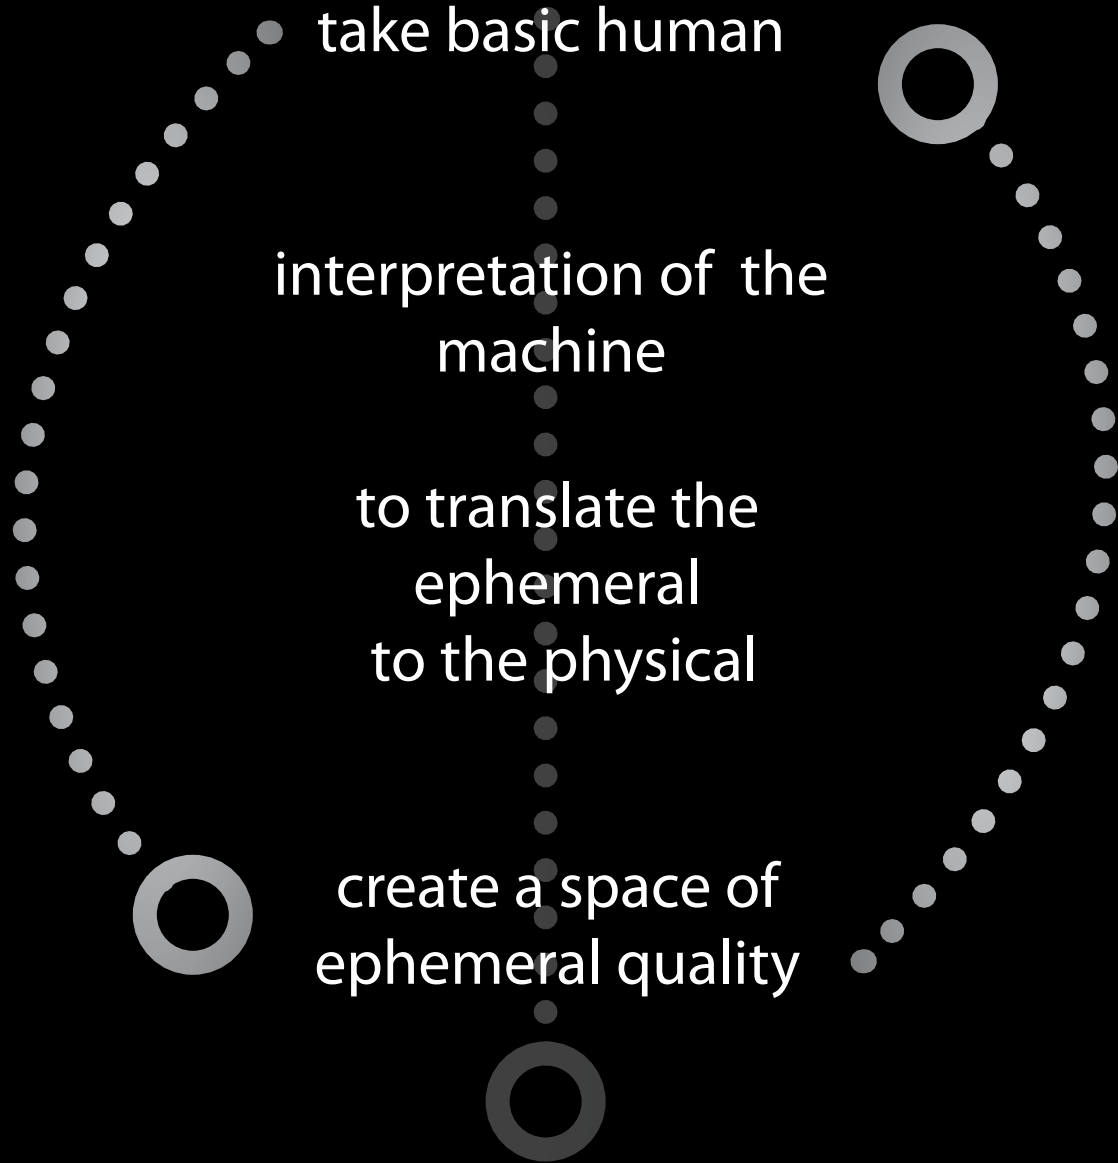 take basic human
interpretation of  the
machine
to translate the
ephemeral
to the physical
create a space of
ephemeral quality